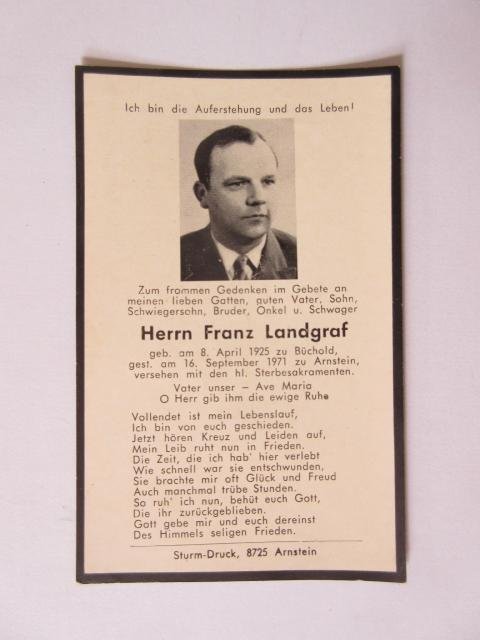 Ich bin die Auferstehung und das Leben!
Zum frommen Gedenken im Gebete an
meinen lieben Gatten, guten Vater, Sohn,
Schwiegersohn, Bruder, Onkel u. Schwager
Herrn Franz Landgraf
geb. am 8. April 1925 zu Büchold,
gest. am 16. September 1971 zu Arnstein,
versehen mit den hl. Sterbesakramenten.
Vater unser – Ave Maria
O Herr gib ihm die ewige Ruhe
Vollendet ist mein Lebenslauf,
Ich bin von euch geschieden.
Jetzt hören Kreuz und Leiden auf,
Mein Leib ruht nun in Frieden.
Die Zeit, die ich hab' hier verlebt
Wie schnell war sie entschwunden,
Sie brachte mir oft Glück und Freud
Auch manchmal trübe Stunden.
So ruh' ich nun, behüt euch Gott,
Die ihr zurückgeblieben.
Gott gebe mir und euch dereinst
Des Himmels seligen Frieden.
Sturm-Druck, 8725 Arnstein